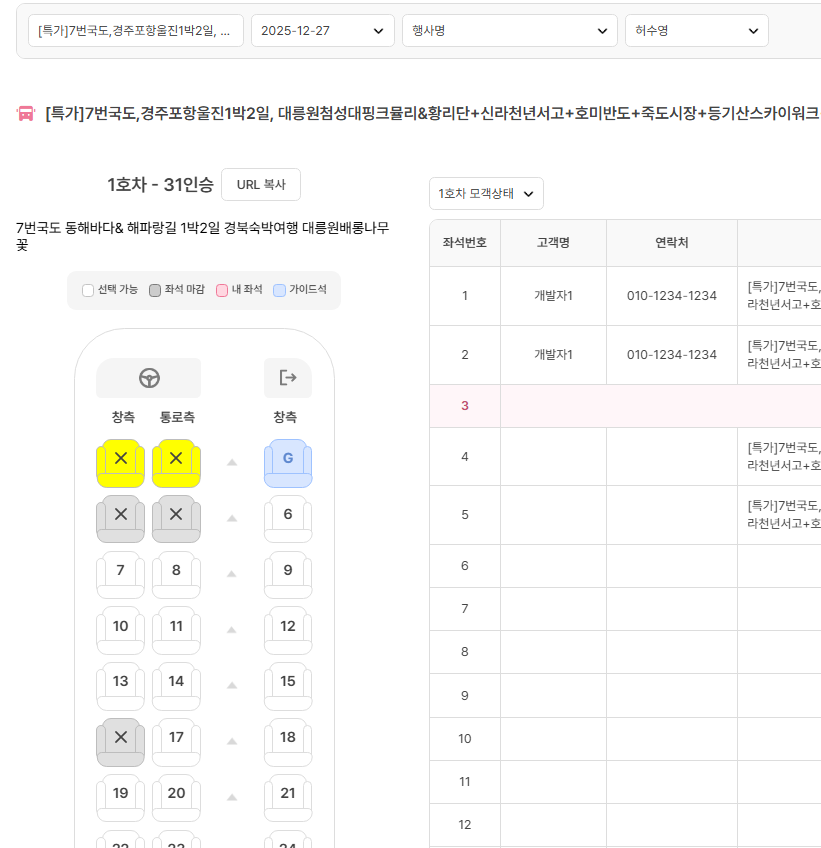 [특가]7번국도,경주포항울진1박2일, ...
2025-12-27
행사명
허수영
[특가]7번국도,경주포항울진1박2일, 대릉원첨성대핑크뮬리&황리단+신라천년서고+호미반도+죽도시장+등기산스카이워크
1호차 - 31인승
URL 복사
7번국도 동해바다& 해파랑길 1박2일 경북숙박여행 대릉원배롱나무
꽃
선택 가능 좌석 마감 내 좌석 가이드석
창측 통로측 창측
G
6
7 8 9
10 11 12
13 14 15
17 18
19 20 21
22 23 24
1호차 모객상태
좌석번호 고객명 연락처
1 개발자1 010-1234-1234 [특가]7번국도,
라천년서고+호
2 개발자1 010-1234-1234 [특가]7번국도,
라천년서고+호
3
4 [특가]7번국도,
라천년서고+호
5 [특가]7번국도,
라천년서고+호
6
7
8
9
10
11
12